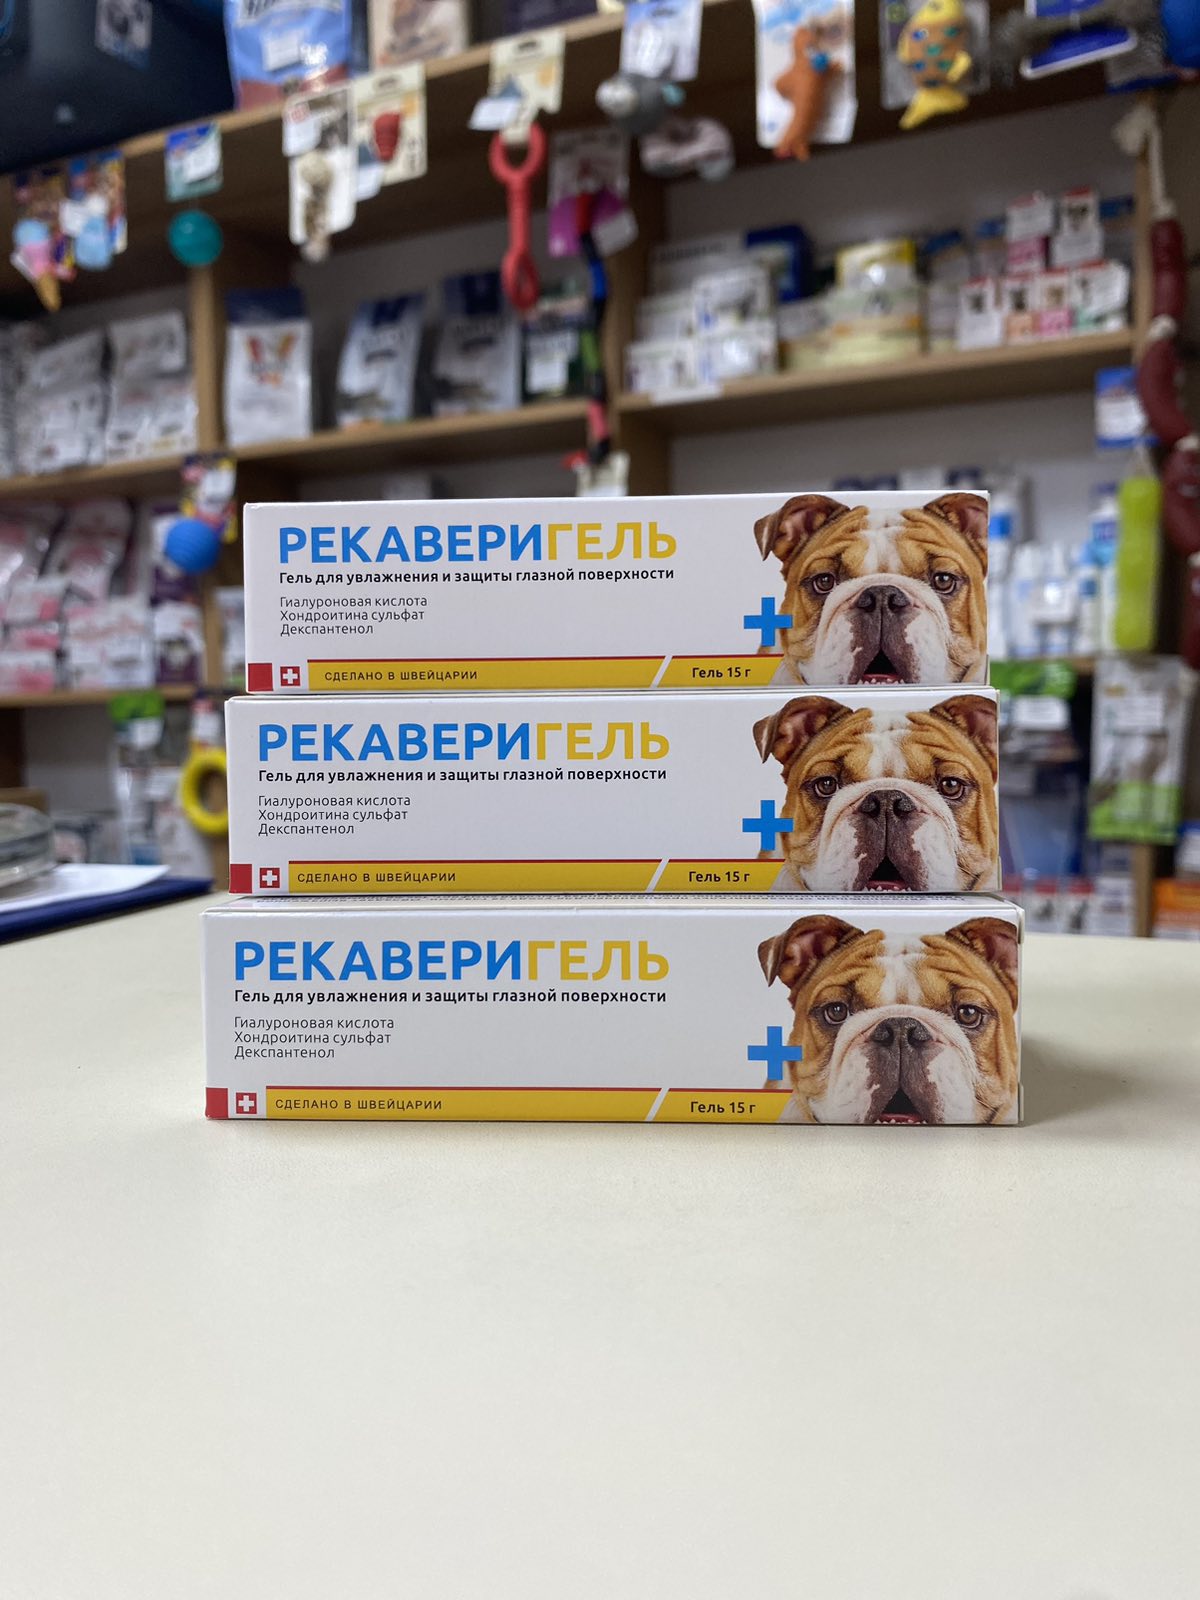 РЕКАВЕРИГЕЛЬ
Гель для увлажнения и защиты глазной поверхности
Гиалуроновая кислота
Хондроитина сульфат
Декспантенол
СДЕЛАНО В ШВЕЙЦАРИИ
Гель 15 г
РЕКАВЕРИГЕЛЬ
Гель для увлажнения и защиты глазной поверхности
Гиалуроновая кислота
Хондроитина сульфат
Декспантенол
СДЕЛАНО В ШВЕЙЦАРИИ
Гель 15 г
РЕКАВЕРИГЕЛЬ
Гель для увлажнения и защиты глазной поверхности
Гиалуроновая кислота
Хондроитина сульфат
Декспантенол
СДЕЛАНО В ШВЕЙЦАРИИ
Гель 15 г